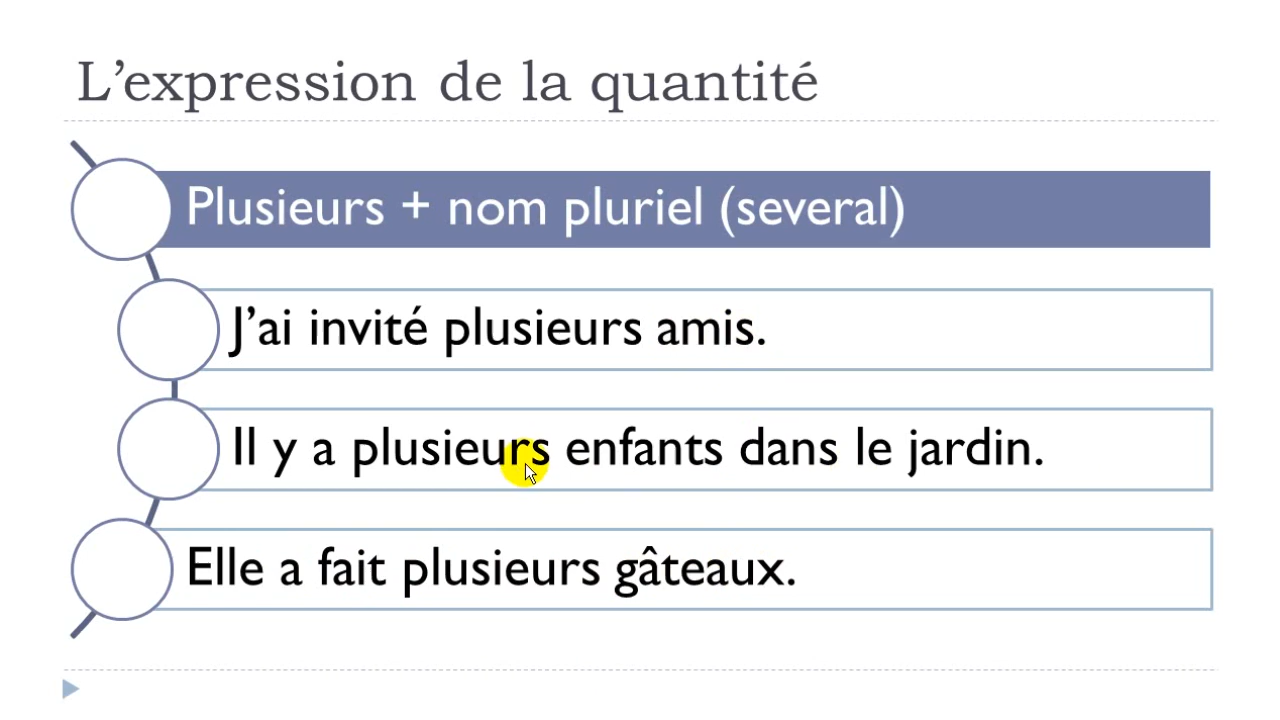 L’expression de la quantité
Plusieurs + nom pluriel (several)
J’ai invité plusieurs amis.
Il y a plusieurs enfants dans le jardin.
Elle a fait plusieurs gâteaux.